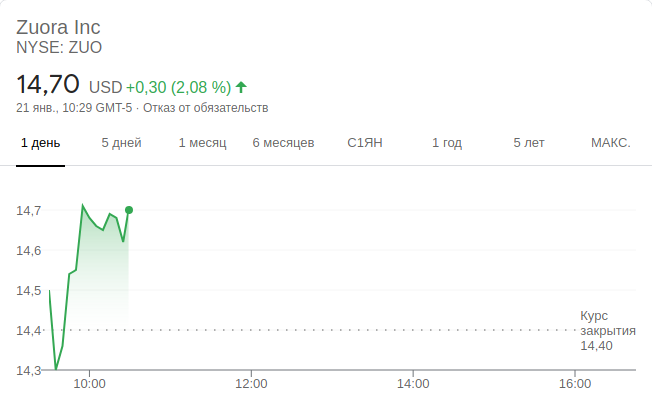 Zuora Inc
NYSE: ZUO
14,70 USD +0,30 (2,08 %)
21 янв., 10:29 GMT-5 · Отказ от обязательств
1 день 5 дней 1 месяц 6 месяцев С1ЯН 1 год 5 лет МАКС.
14,7
14,6
14,5
14,4
14,3
Курс
закрытия
14,40
10:00 12:00 14:00 16:00